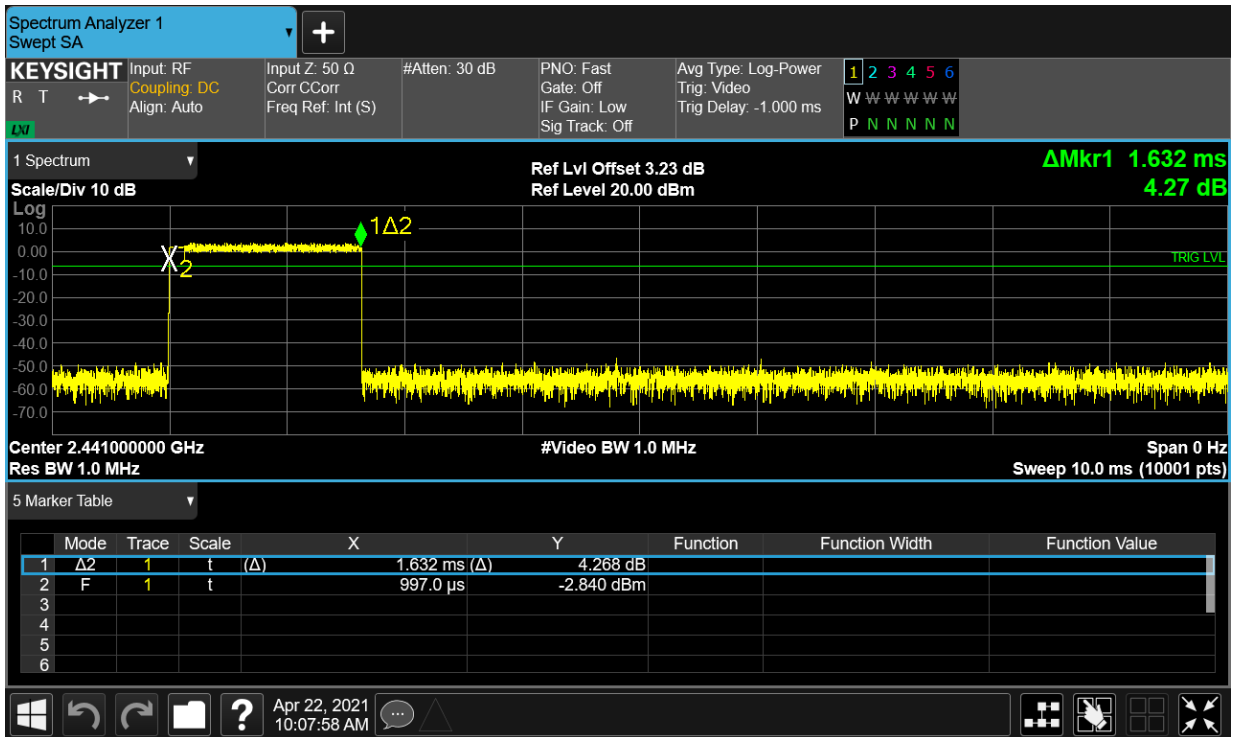 Spectrum Analyzer 1
Swept SA
KEYSIGHT Input: RF Input Z: 50 Ω #Atten: 30 dB PNO: Fast Avg Type: Log-Power 1 2 3 4 5 6
R T Coupling: DC Corr CCorr Gate: Off Trig: Video
Align: Auto Freq Ref: Int (S) IF Gain: Low Trig Delay: -1.000 ms W W W W W W
LXI Sig Track: Off P N N N N N
1 Spectrum Ref Lvl Offset 3.23 dB ΔMkr1 1.632 ms
Scale/Div 10 dB Ref Level 20.00 dBm 4.27 dB
Log
10.0 1Δ2
0.00 X TRIG LVL
2
-10.0
-20.0
-30.0
-40.0
-50.0
-60.0
-70.0
Center 2.441000000 GHz #Video BW 1.0 MHz Span 0 Hz
Res BW 1.0 MHz Sweep 10.0 ms (10001 pts)
5 Marker Table
Mode Trace Scale X Y Function Function Width Function Value
1 Δ2 1 t (Δ) 1.632 ms (Δ) 4.268 dB
2 F 1 t 997.0 µs -2.840 dBm
3
4
5
6
? Apr 22, 2021
10:07:58 AM